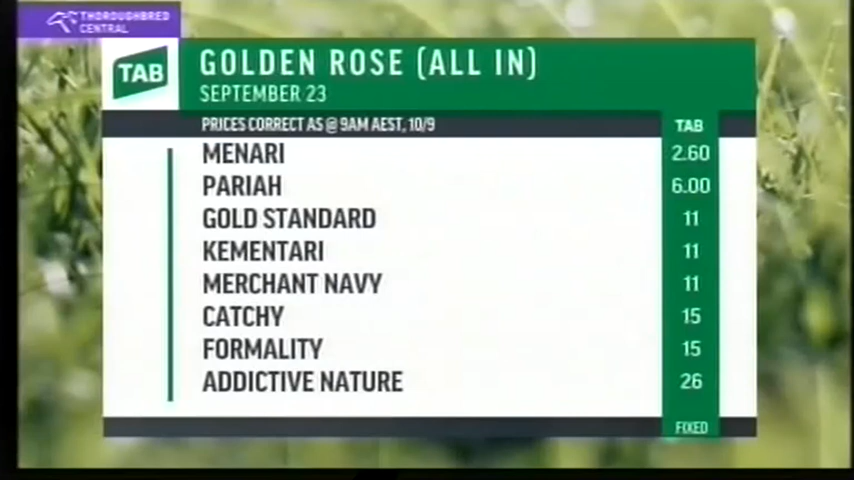 THOROUGHBRED
CENTRAL
TAB
GOLDEN ROSE (ALL IN)
SEPTEMBER 23
PRICES CORRECT AS @ 9AM AEST, 10/9 TAB
MENARI 2.60
PARIAH 6.00
GOLD STANDARD 11
KEMENTARI 11
MERCHANT NAVY 11
CATCHY 15
FORMALITY 15
ADDICTIVE NATURE 26
FIXED